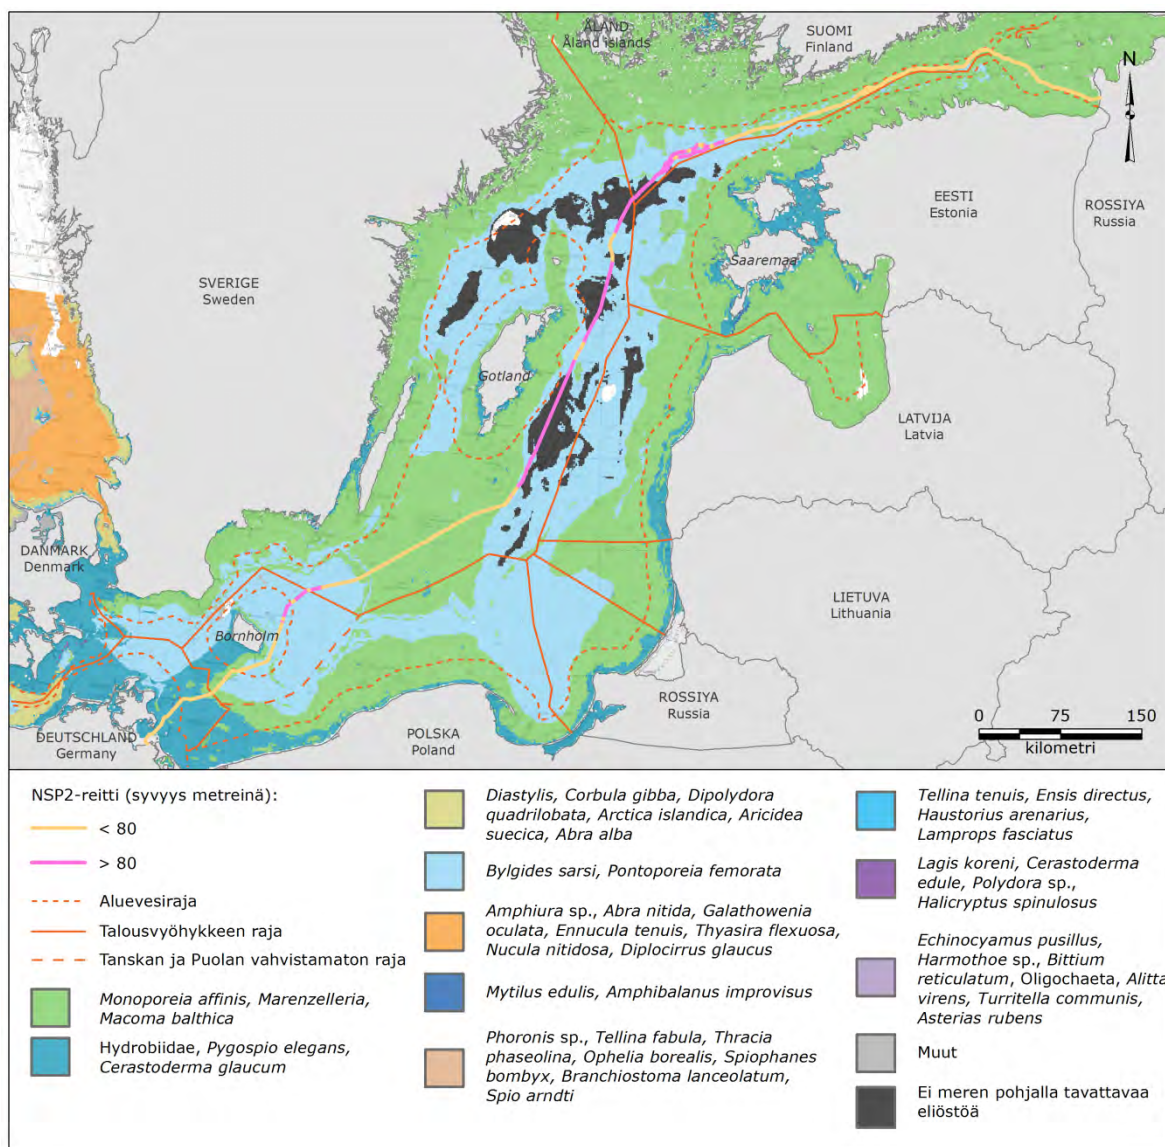 ÅLAND
Åland islands
SUOMI
Finland
N
EESTI
Estonia
ROSSIYA
Russia
SVERIGE
Sweden
Saaremaa
Gotland
LATVIJA
Latvia
DANMARK
Denmark
LIETUVA
Lithuania
Bornholm
ROSSIYA
Russia
DEUTSCHLAND
Germany
POLSKA
Poland
0 75 150
kilometri
NSP2-reitti (syvyys metreinä):
< 80
> 80
Aluevesiraja
Talousvyöhykkeen raja
Tanskan ja Puolan vahvistamaton raja
Monoporeia affinis, Marenzelleria,
Macoma balthica
Hydrobiidae, Pygospio elegans,
Cerastoderma glaucum
Diastylis, Corbula gibba, Dipolydora
quadrilobata, Arctica islandica, Aricidea
suecica, Abra alba
Bylgides sarsi, Pontoporeia femorata
Amphiura sp., Abra nitida, Galathowenia
oculata, Ennucula tenuis, Thyasira flexuosa,
Nucula nitidosa, Diplocirrus glaucus
Mytilus edulis, Amphibalanus improvisus
Phoronis sp., Tellina fabula, Thracia
phaseolina, Ophelia borealis, Spiophanes
bombyx, Branchiostoma lanceolatum,
Spio arndti
Tellina tenuis, Ensis directus,
Haustorius arenarius,
Lamprops fasciatus
Lagis koreni, Cerastoderma
edule, Polydora sp.,
Halicryptus spinulosus
Echinocyamus pusillus,
Harmothoe sp., Bittium
reticulatum, Oligochaeta, Alitta
virens, Turritella communis,
Asterias rubens
Muut
Ei meren pohjalla tavattavaa
eliöstöä